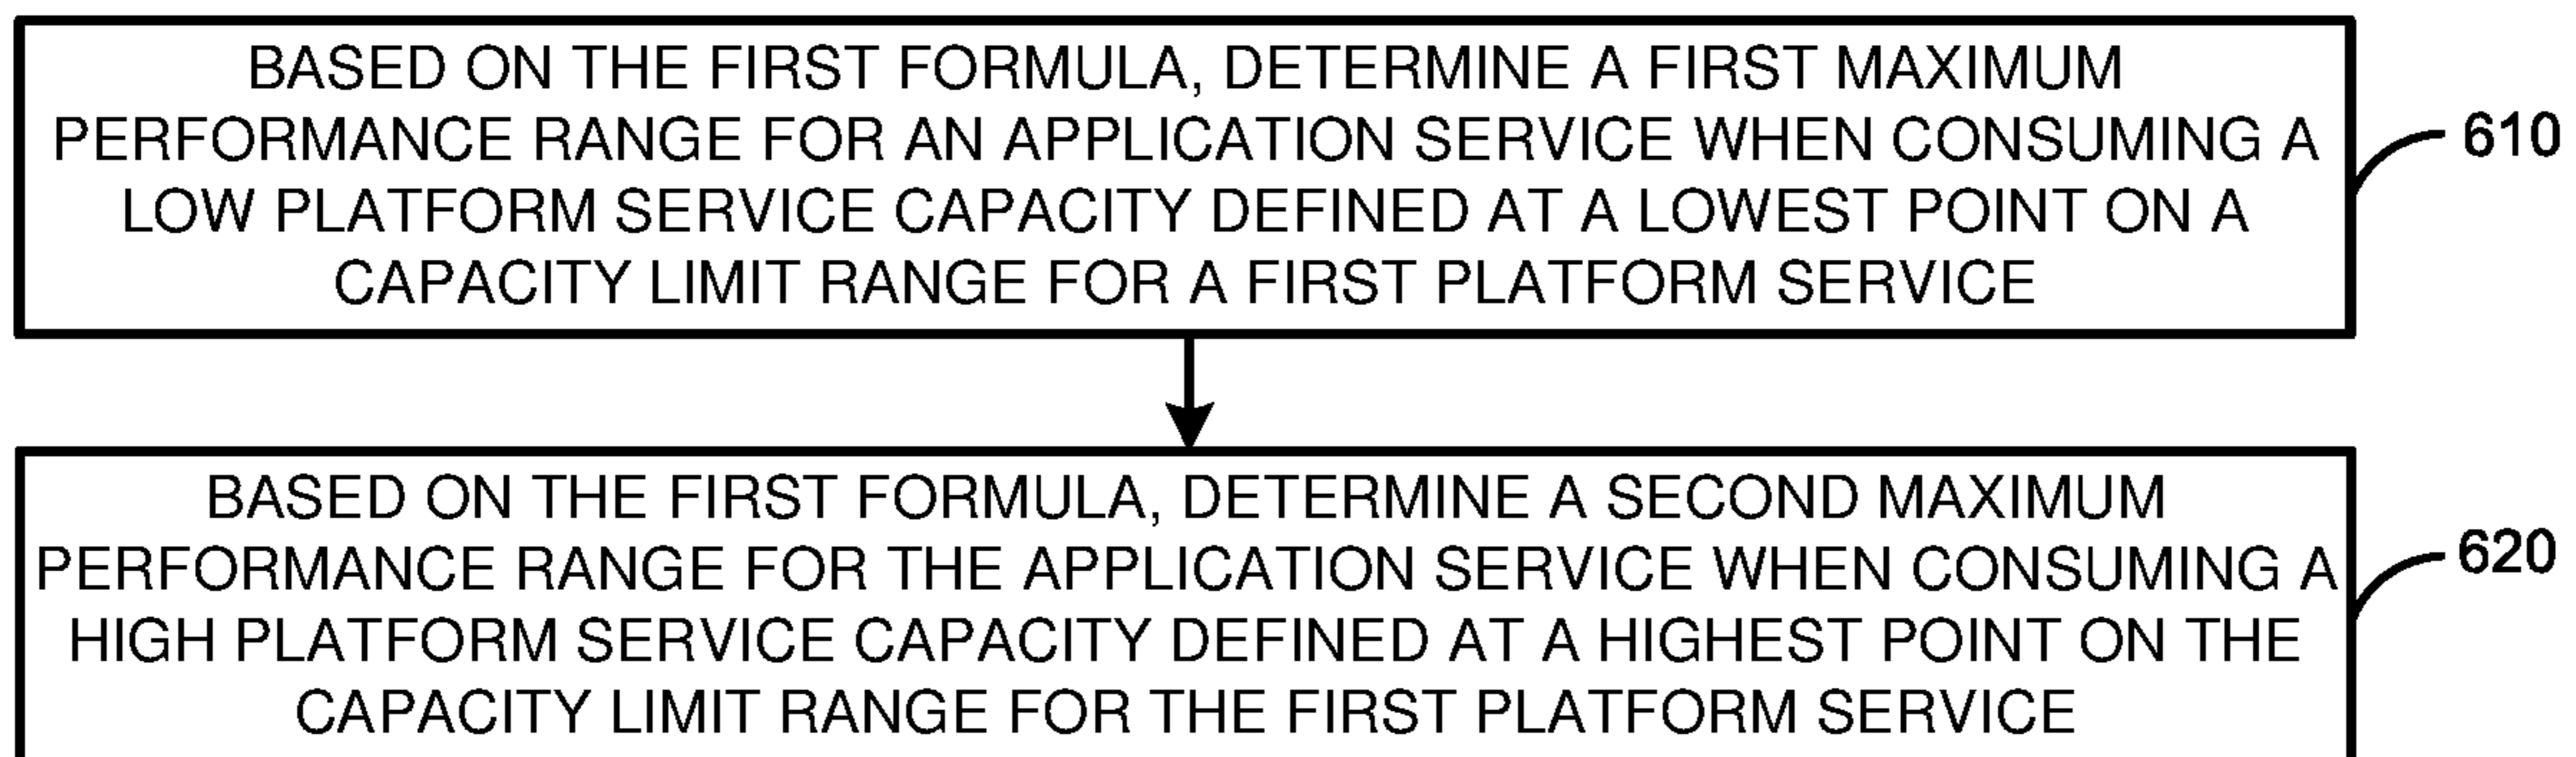 BASED ON THE FIRST FORMULA, DETERMINE A FIRST MAXIMUM
PERFORMANCE RANGE FOR AN APPLICATION SERVICE WHEN CONSUMING A
LOW PLATFORM SERVICE CAPACITY DEFINED AT A LOWEST POINT ON A
CAPACITY LIMIT RANGE FOR A FIRST PLATFORM SERVICE
610
BASED ON THE FIRST FORMULA, DETERMINE A SECOND MAXIMUM
PERFORMANCE RANGE FOR THE APPLICATION SERVICE WHEN CONSUMING A
HIGH PLATFORM SERVICE CAPACITY DEFINED AT A HIGHEST POINT ON THE
CAPACITY LIMIT RANGE FOR THE FIRST PLATFORM SERVICE
620